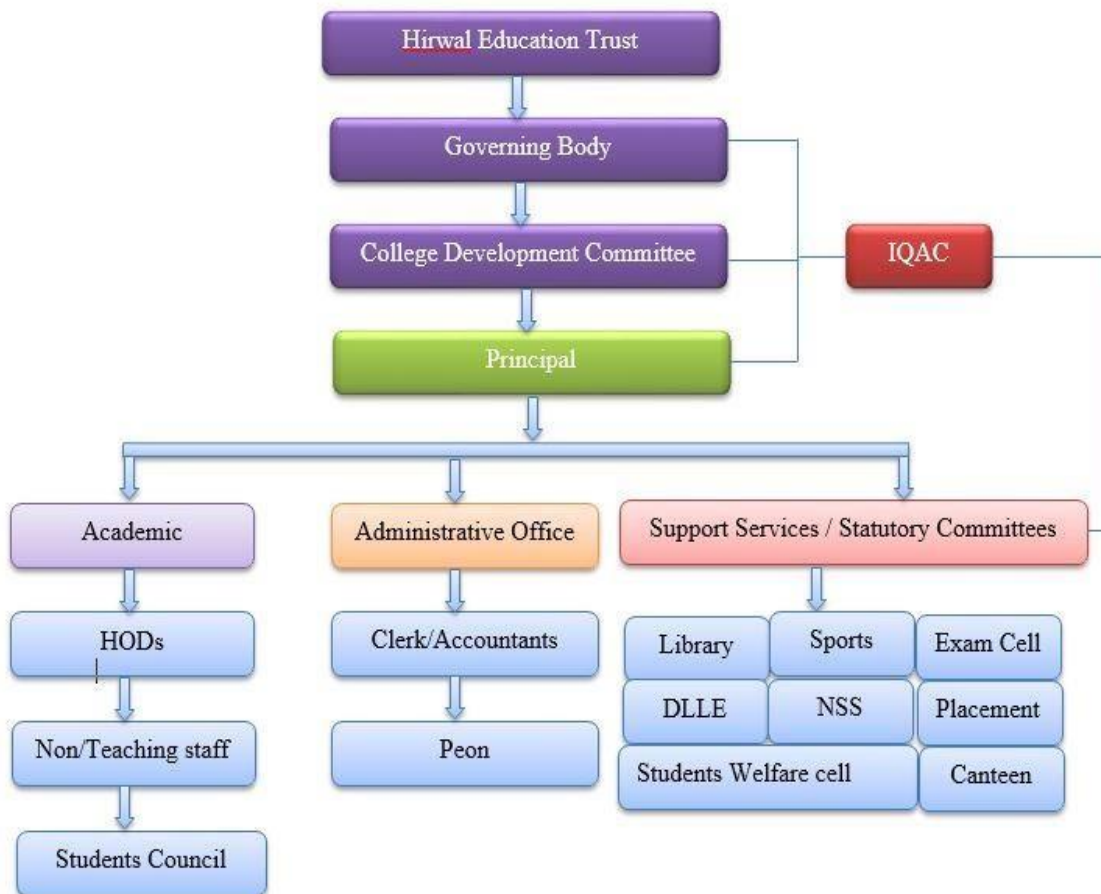 Hirwal Education Trust
Governing Body
College Development Committee
IQAC
Principal
Academic
Administrative Office
Support Services / Statutory Committees
HODs
Clerk/Accountants
Library
Sports
Exam Cell
DLLE
NSS
Placement
Non/Teaching staff
Peon
Students Welfare cell
Canteen
Students Council